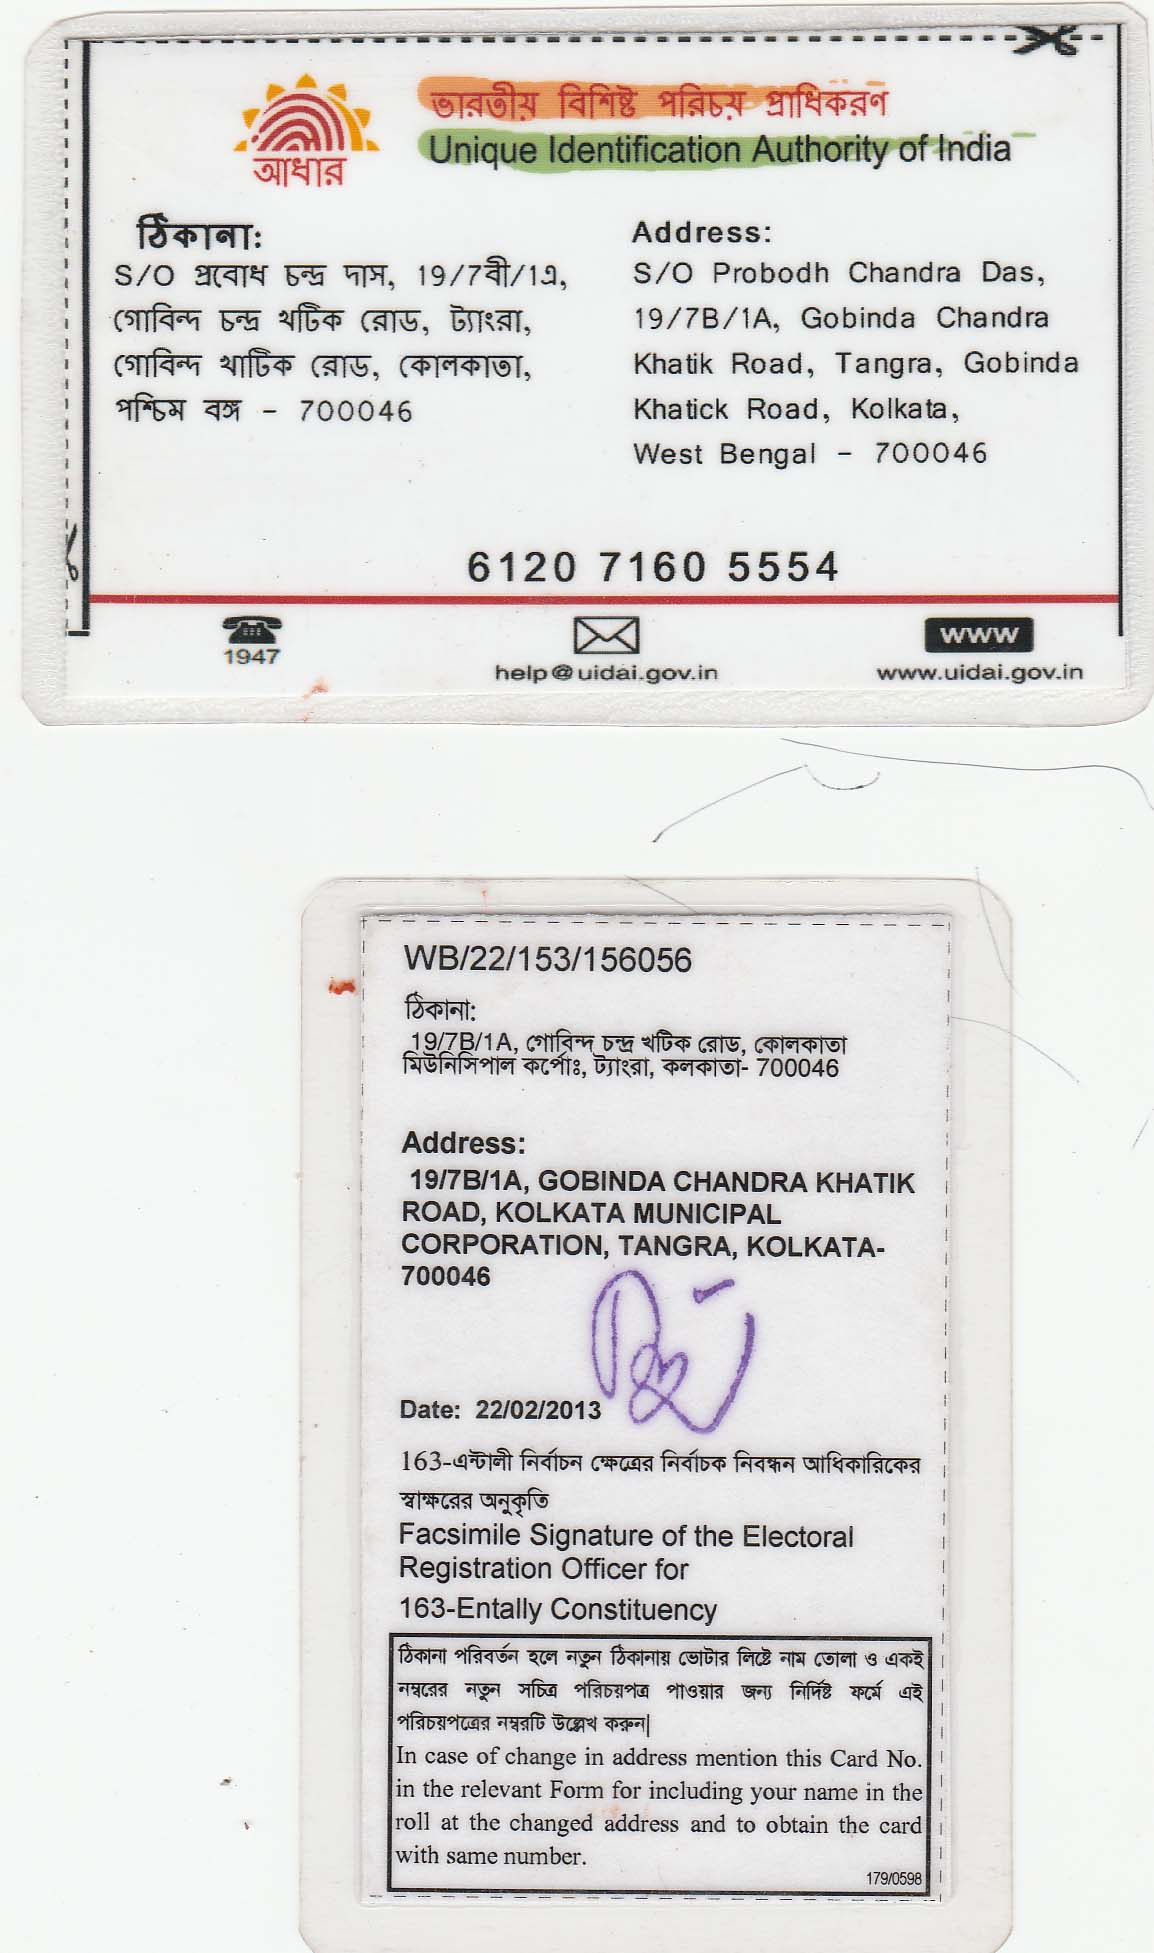 ভারতীয় বিশিষ্ট পরিচয় প্রাধিকরণ
Unique Identification Authority of India
আধার
ঠিকানা:
S/O প্রবোধ চন্দ্র দাস, 19/7বী/1এ,
গোবিন্দ চন্দ্র খটিক রোড, ট্যাংরা,
গোবিন্দ খাটিক রোড, কোলকাতা,
পশ্চিম বঙ্গ - 700046
Address:
S/O Probodh Chandra Das,
19/7B/1A, Gobinda Chandra
Khatik Road, Tangra, Gobinda
Khatick Road, Kolkata,
West Bengal - 700046
6120 7160 5554
1947
help@uidai.gov.in
www
www.uidai.gov.in
WB/22/153/156056
ঠিকানা:
19/7B/1A, গোবিন্দ চন্দ্র খটিক রোড, কোলকাতা
মিউনিসিপাল কর্পোঃ, ট্যাংরা, কলকাতা- 700046
Address:
19/7B/1A, GOBINDA CHANDRA KHATIK
ROAD, KOLKATA MUNICIPAL
CORPORATION, TANGRA, KOLKATA-
700046
Date: 22/02/2013
163-এন্টালী নির্বাচন ক্ষেত্রের নির্বাচক নিবন্ধন আধিকারিকের
স্বাক্ষরের অনুকৃতি
Facsimile Signature of the Electoral
Registration Officer for
163-Entally Constituency
ঠিকানা পরিবর্তন হলে নতুন ঠিকানায় ভোটার লিষ্টে নাম তোলা ও একই
নম্বরের নতুন সচিত্র পরিচয়পত্র পাওয়ার জন্য নির্দিষ্ট ফর্মে এই
পরিচয়পত্রের নম্বরটি উল্লেখ করুন|
In case of change in address mention this Card No.
in the relevant Form for including your name in the
roll at the changed address and to obtain the card
with same number.
179/0598